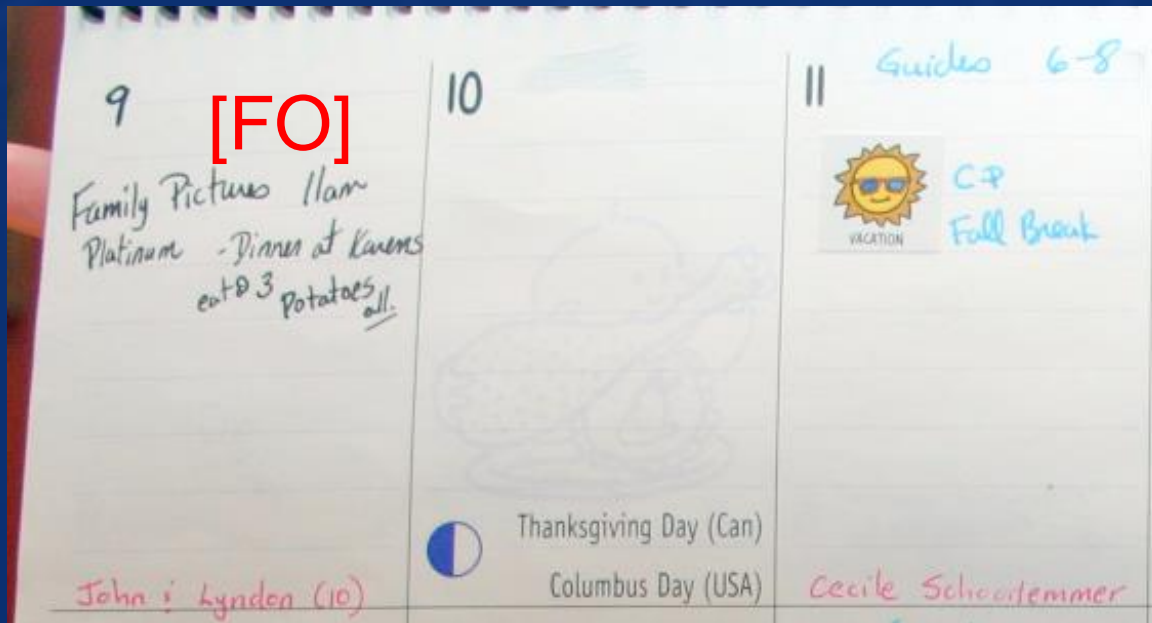 9
[FO]
Family Pictures 11am
Platinum - Dinner at Karens
eat@3 Potatoes all.
John & Lyndon (10)
10
Thanksgiving Day (Can)
Columbus Day (USA)
Guides 6-8
11
VACATION
CP
Fall Break
Cecile